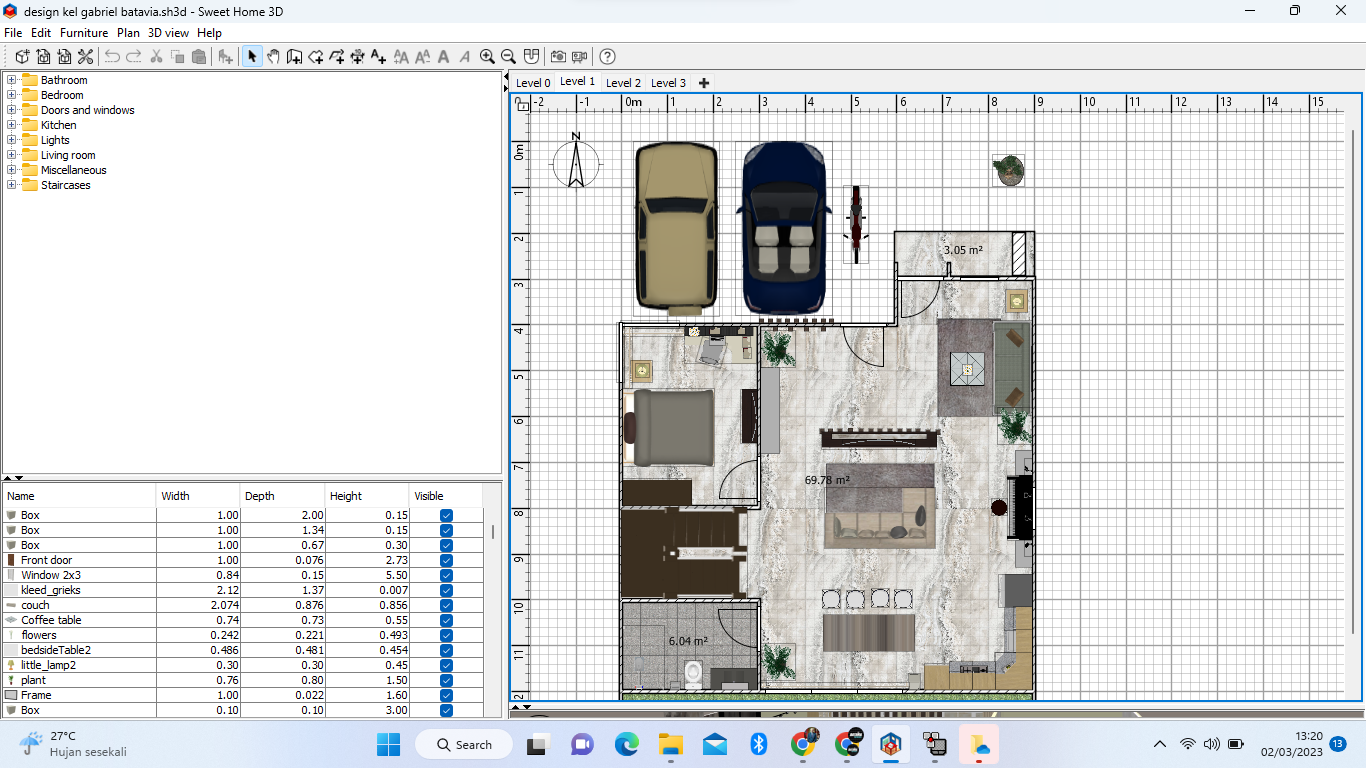 design kel gabriel batavia.sh3d - Sweet Home 3D
File Edit Furniture Plan 3D view Help
Bathroom
Bedroom
Doors and windows
Kitchen
Lights
Living room
Miscellaneous
Staircases
Name Width Depth Height Visible
Box 1.00 2.00 0.15
Box 1.00 1.34 0.15
Box 1.00 0.67 0.30
Front door 1.00 0.076 2.73
Window 2x3 0.84 0.15 5.50
kleed_grieks 2.12 1.37 0.007
couch 2.074 0.876 0.856
Coffee table 0.74 0.73 0.55
flowers 0.242 0.221 0.493
bedsideTable2 0.486 0.481 0.454
little_lamp2 0.30 0.30 0.45
plant 0.76 0.80 1.50
Frame 1.00 0.022 1.60
Box 0.10 0.10 3.00
Level 0 Level 1 Level 2 Level 3
-2 -1 0m 1 2 3 4 5 6 7 8 9 10 11 12 13 14 15
0m
1
2
3
4
5
6
7
8
9
10
11
N
3.05 m²
69.78 m²
6.04 m²
27°C
Hujan sesekali
Search
13:20
02/03/2023
13